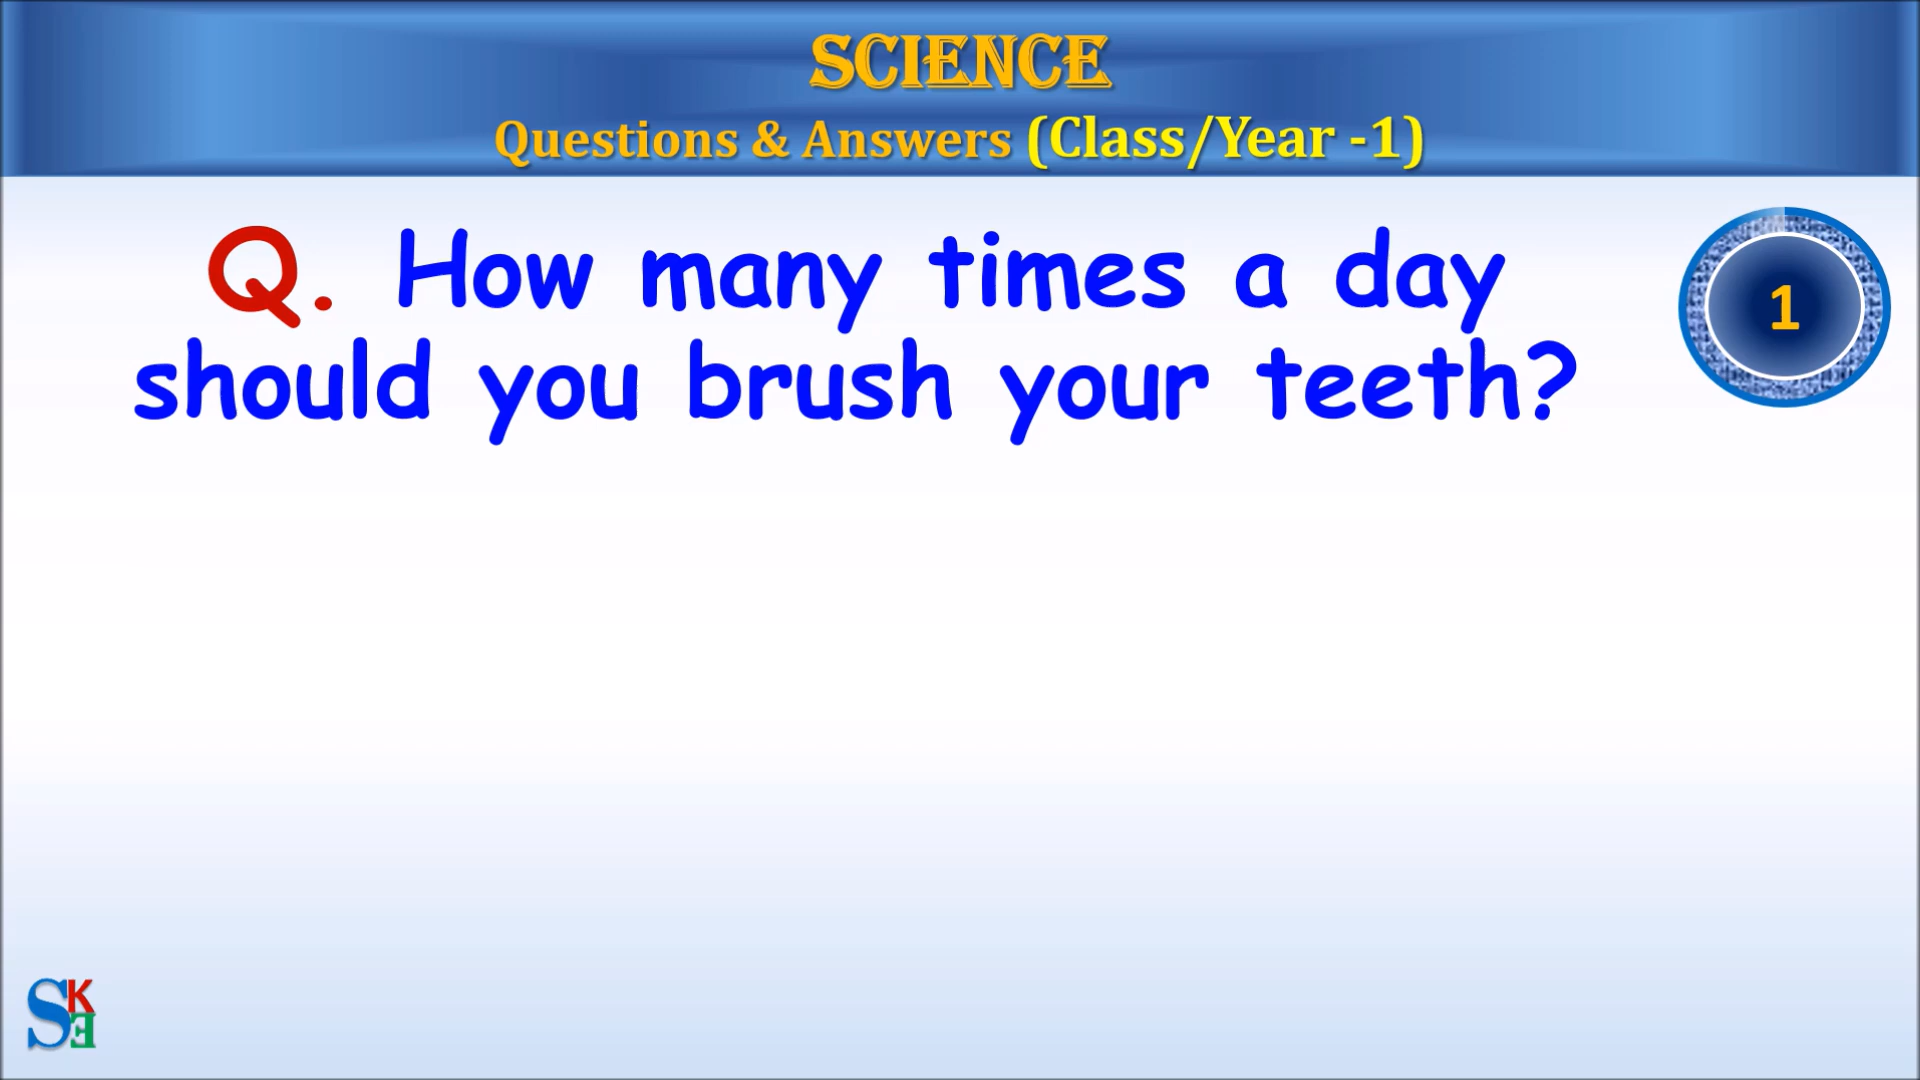 SCIENCE
Questions & Answers (Class/Year -1)
Q. How many times a day
should you brush your teeth?
1
SKE